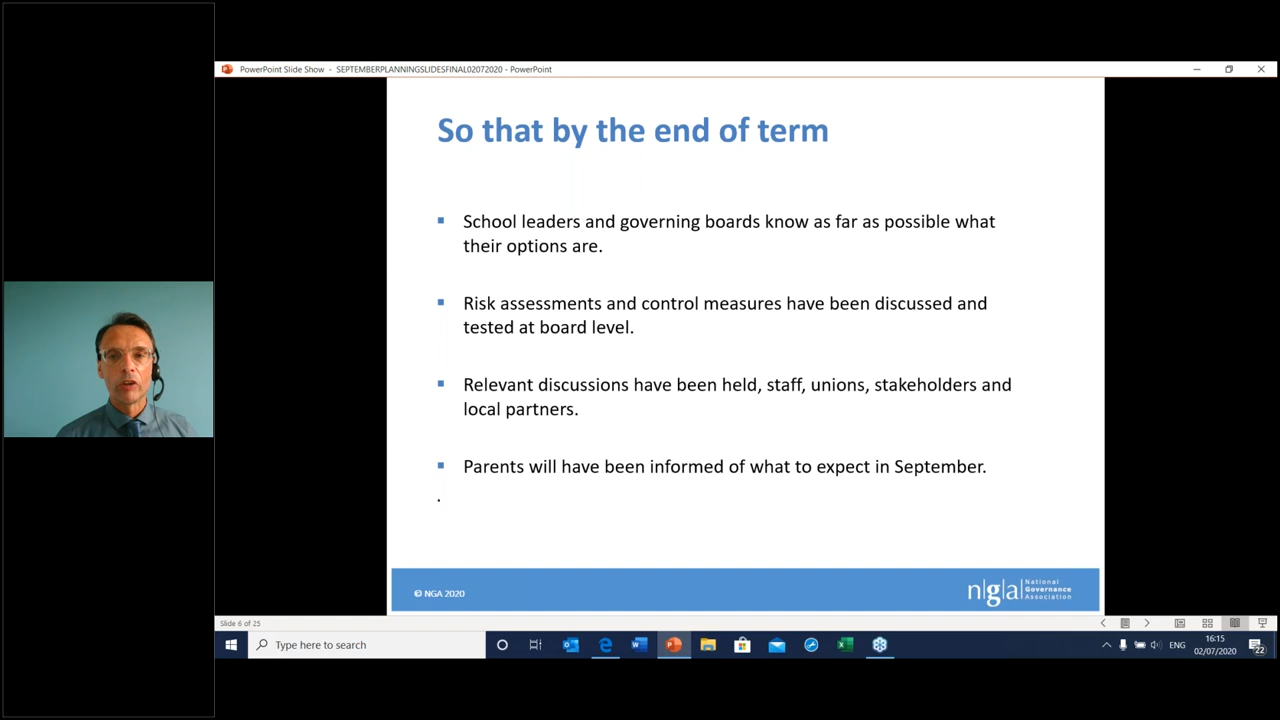 PowerPoint Slide Show - SEPTEMBERPLANNINGSLIDESFINAL02072020 - PowerPoint
So that by the end of term
▪ School leaders and governing boards know as far as possible what
their options are.
▪ Risk assessments and control measures have been discussed and
tested at board level.
▪ Relevant discussions have been held, staff, unions, stakeholders and
local partners.
▪ Parents will have been informed of what to expect in September.
.
© NGA 2020
n|g|a National
Governance
Association
Slide 6 of 25
Type here to search
ENG
16:15
02/07/2020
22